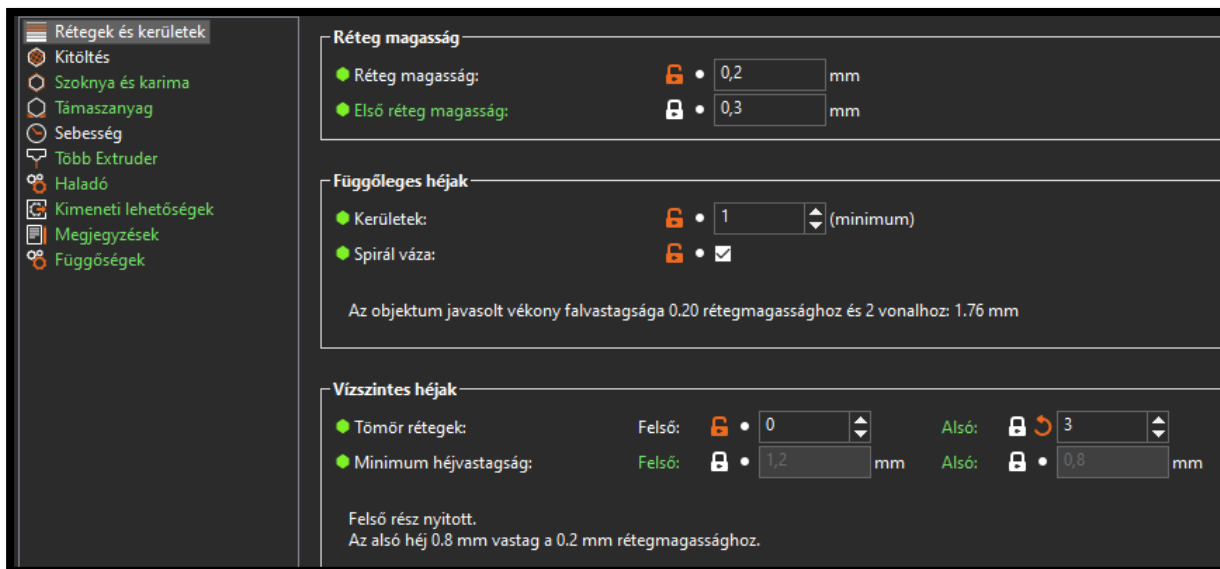 Rétegek és kerületek
Kitöltés
Szoknya és karima
Támaszanyag
Sebesség
Több Extruder
Haladó
Kimeneti lehetőségek
Megjegyzések
Függőségek
Réteg magasság
Réteg magasság: 0,2 mm
Első réteg magasság: 0,3 mm
Függőleges héjak
Kerületek: 1 (minimum)
Spirál váza:
Az objektum javasolt vékony falvastagsága 0.20 rétegmagassághoz és 2 vonalhoz: 1.76 mm
Vízszintes héjak
Tömör rétegek: Felső: 0 Alsó: 3
Minimum héjvastagság: Felső: 1,2 mm Alsó: 0,8 mm
Felső rész nyitott.
Az alsó héj 0.8 mm vastag a 0.2 mm rétegmagassághoz.